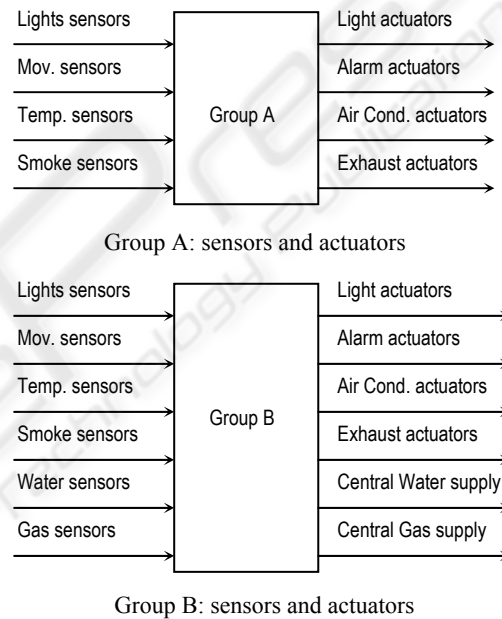 Lights sensors
Light actuators
Mov. sensors
Alarm actuators
Temp. sensors
Group A
Air Cond. actuators
Smoke sensors
Exhaust actuators
Group A: sensors and actuators
Lights sensors
Light actuators
Mov. sensors
Alarm actuators
Temp. sensors
Air Cond. actuators
Group B
Smoke sensors
Exhaust actuators
Water sensors
Central Water supply
Gas sensors
Central Gas supply
Group B: sensors and actuators